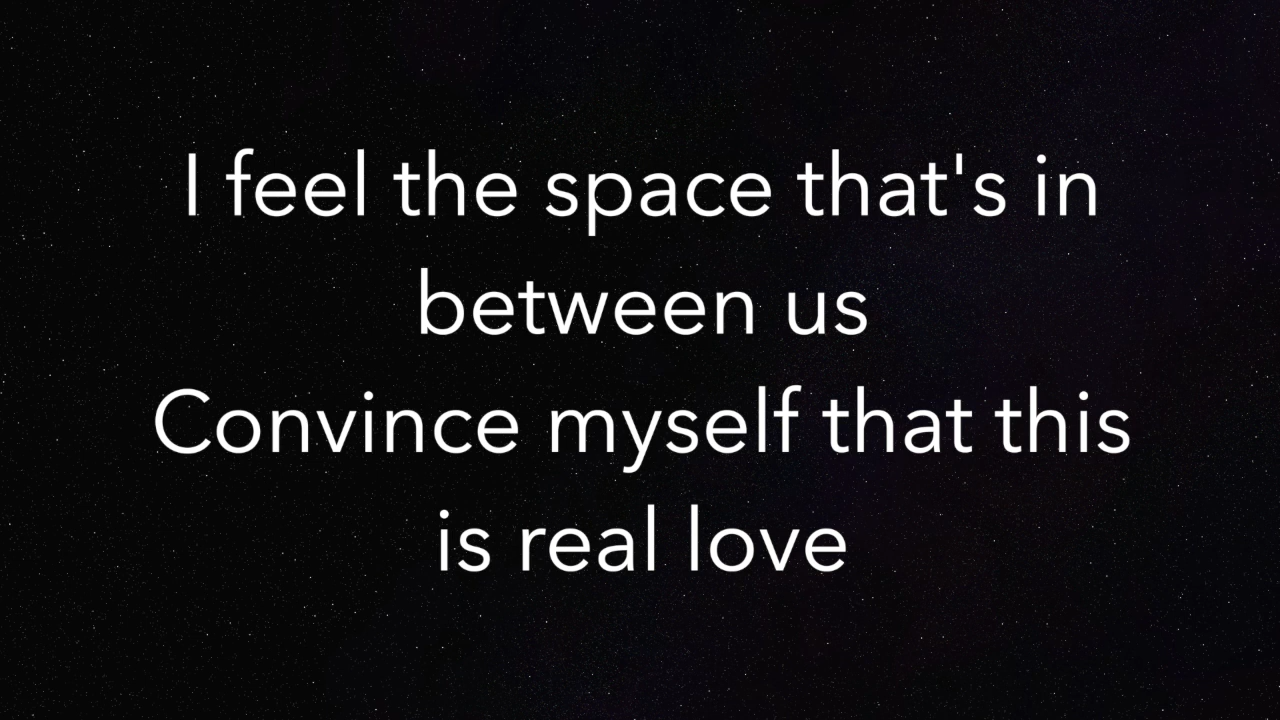 I feel the space that's in
between us
Convince myself that this
is real love